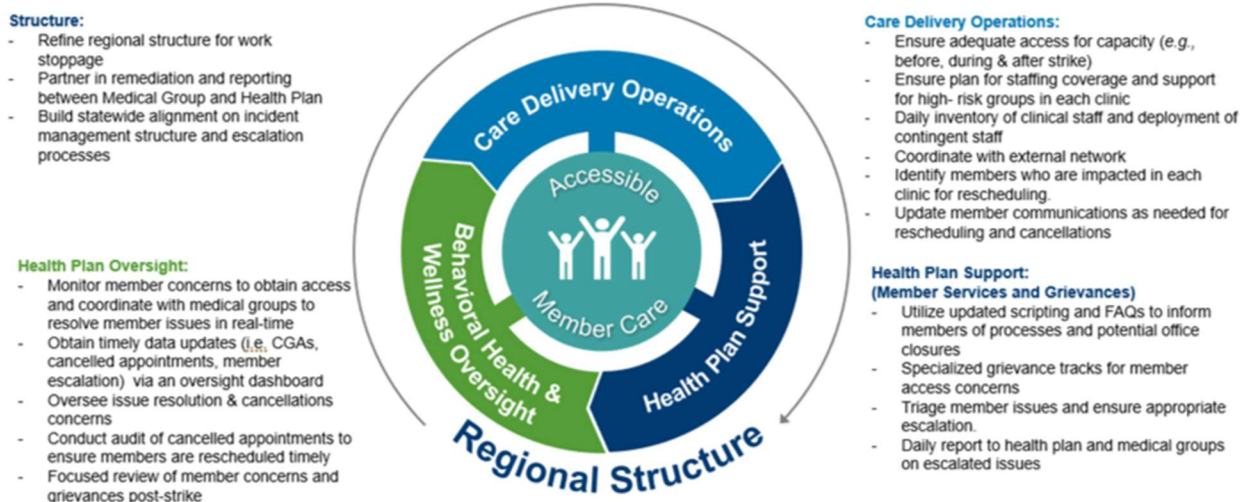 Structure:
- Refine regional structure for work
stoppage
- Partner in remediation and reporting
between Medical Group and Health Plan
- Build statewide alignment on incident
management structure and escalation
processes
Health Plan Oversight:
- Monitor member concerns to obtain access
and coordinate with medical groups to
resolve member issues in real-time
- Obtain timely data updates (i.e. CGAs,
cancelled appointments, member
escalation) via an oversight dashboard
- Oversee issue resolution & cancellations
concerns
- Conduct audit of cancelled appointments to
ensure members are rescheduled timely
- Focused review of member concerns and
grievances post-strike
Care Delivery Operations
Accessible
Member Care
Behavioral Health &
Wellness Oversight
Health Plan Support
Regional Structure
Care Delivery Operations:
- Ensure adequate access for capacity (e.g.,
before, during & after strike)
- Ensure plan for staffing coverage and support
for high- risk groups in each clinic
- Daily inventory of clinical staff and deployment of
contingent staff
- Coordinate with external network
- Identify members who are impacted in each
clinic for rescheduling.
- Update member communications as needed for
rescheduling and cancellations
Health Plan Support:
(Member Services and Grievances)
- Utilize updated scripting and FAQs to inform
members of processes and potential office
closures
- Specialized grievance tracks for member
access concerns
- Triage member issues and ensure appropriate
escalation.
- Daily report to health plan and medical groups
on escalated issues